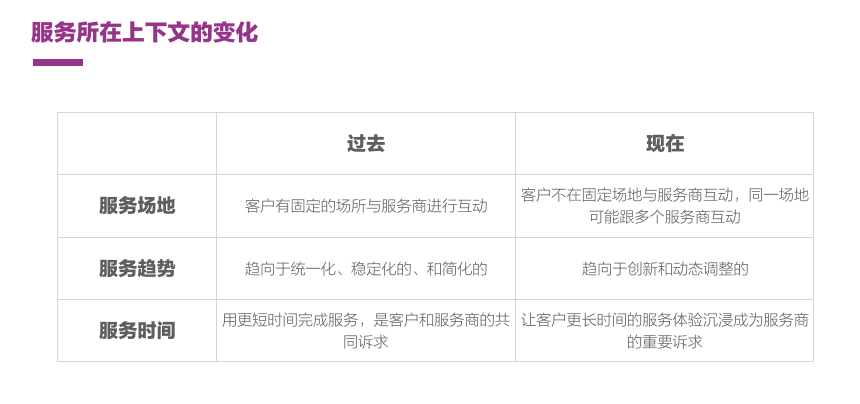 服务所在上下文的变化
过去
现在
服务场地
客户有固定的场所与服务商进行互动
客户不在固定场地与服务商互动，同一场地
可能跟多个服务商互动
服务趋势
趋向于统一化、稳定化的、和简化的
趋向于创新和动态调整的
服务时间
用更短时间完成服务，是客户和服务商的共
同诉求
让客户更长时间的服务体验沉浸成为服务商
的重要诉求